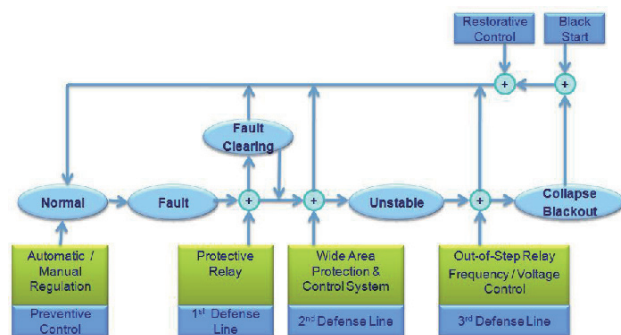 Restorative
Control
Black
Start
+
+
Fault
Clearing
Normal
Fault
+
+
Unstable
+
Collapse
Blackout
Automatic /
Manual
Regulation
Preventive
Control
Protective
Relay
1st Defense
Line
Wide Area
Protection &
Control System
2nd Defense Line
Out-of-Step Relay
Frequency / Voltage
Control
3rd Defense Line